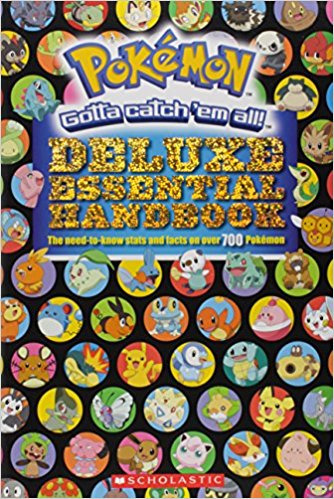 POKéMON
Gotta catch 'em all!™
DELUXE
ESSENTIAL
HANDBOOK
The need-to-know stats and facts on over 700 Pokémon
SCHOLASTIC